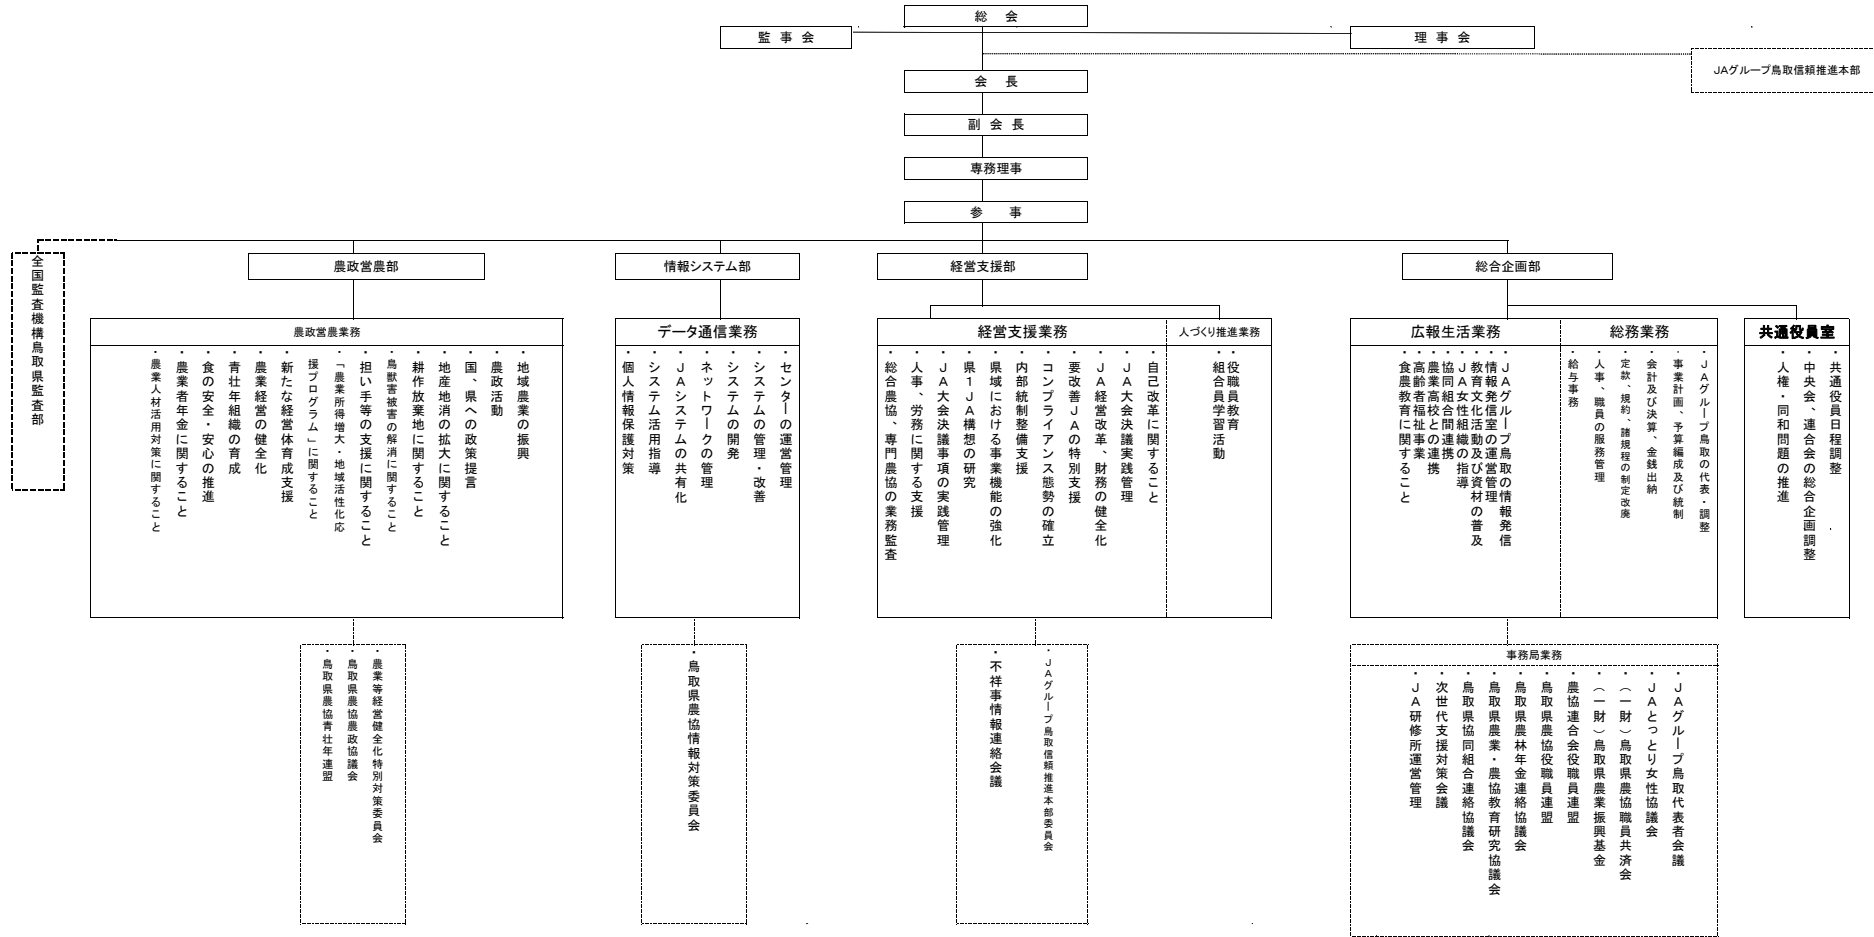 総　会
監 事 会
理 事 会
JAグループ鳥取信頼推進本部
会　長
副 会 長
専務理事
参　事
全国監査機構鳥取県監査部
農政営農部
情報システム部
経営支援部
総合企画部
農政営農業務
・地域農業の振興
・農政活動
・国、県への政策提言
・地産地消の拡大に関すること
・耕作放棄地に関すること
・鳥獣害被害の解消に関すること
・担い手等の支援に関すること
・「農業所得増大・地域活性化応
援プログラム」に関すること
・新たな経営体育成支援
・農業経営の健全化
・青壮年組織の育成
・食の安全・安心の推進
・農業者年金に関すること
・農業人材活用対策に関すること
データ通信業務
・センターの運営管理
・システムの管理・改善
・システムの開発
・ネットワークの管理
・ＪＡシステムの共有化
・システム活用指導
・個人情報保護対策
経営支援業務
・自己改革に関すること
・ＪＡ大会決議実践管理
・ＪＡ経営改革、財務の健全化
・要改善ＪＡの特別支援
・コンプライアンス態勢の確立
・内部統制整備支援
・県域における事業機能の強化
・県１ＪＡ構想の研究
・ＪＡ大会決議事項の実践管理
・人事、労務に関する支援
・総合農協、専門農協の業務監査
人づくり推進業務
・役職員教育
・組合員学習活動
広報生活業務
・ＪＡグループ鳥取の情報発信
・情報発信室の運営管理
・教育文化活動及び資材の普及
・ＪＡ女性組織の指導
・協同組合間連携
・農業高校との連携
・高齢者福祉事業
・食農教育に関すること
総務業務
・ＪＡグループ鳥取の代表・調整
・事業計画、予算編成及び統制
・会計及び決算、金銭出納
・定款、規約、諸規程の制定改廃
・人事、職員の服務管理
・給与事務
共通役員室
・共通役員日程調整
・中央会、連合会の総合企画調整
・人権・同和問題の推進
・農業等経営健全化特別対策委員会
・鳥取県農協農政協議会
・鳥取県農協青壮年連盟
・鳥取県農協情報対策委員会
・ＪＡグループ鳥取信頼推進本部委員会
・不祥事情報連絡会議
事務局業務
・ＪＡグループ鳥取代表者会議
・ＪＡとっとり女性協議会
・（一財）鳥取県農協職員共済会
・（一財）鳥取県農業振興基金
・農協連合会役職員連盟
・鳥取県農協役職員連盟
・鳥取県農林年金連絡協議会
・鳥取県農業・農協教育研究協議会
・鳥取県協同組合連絡協議会
・次世代支援対策会議
・ＪＡ研修所運営管理